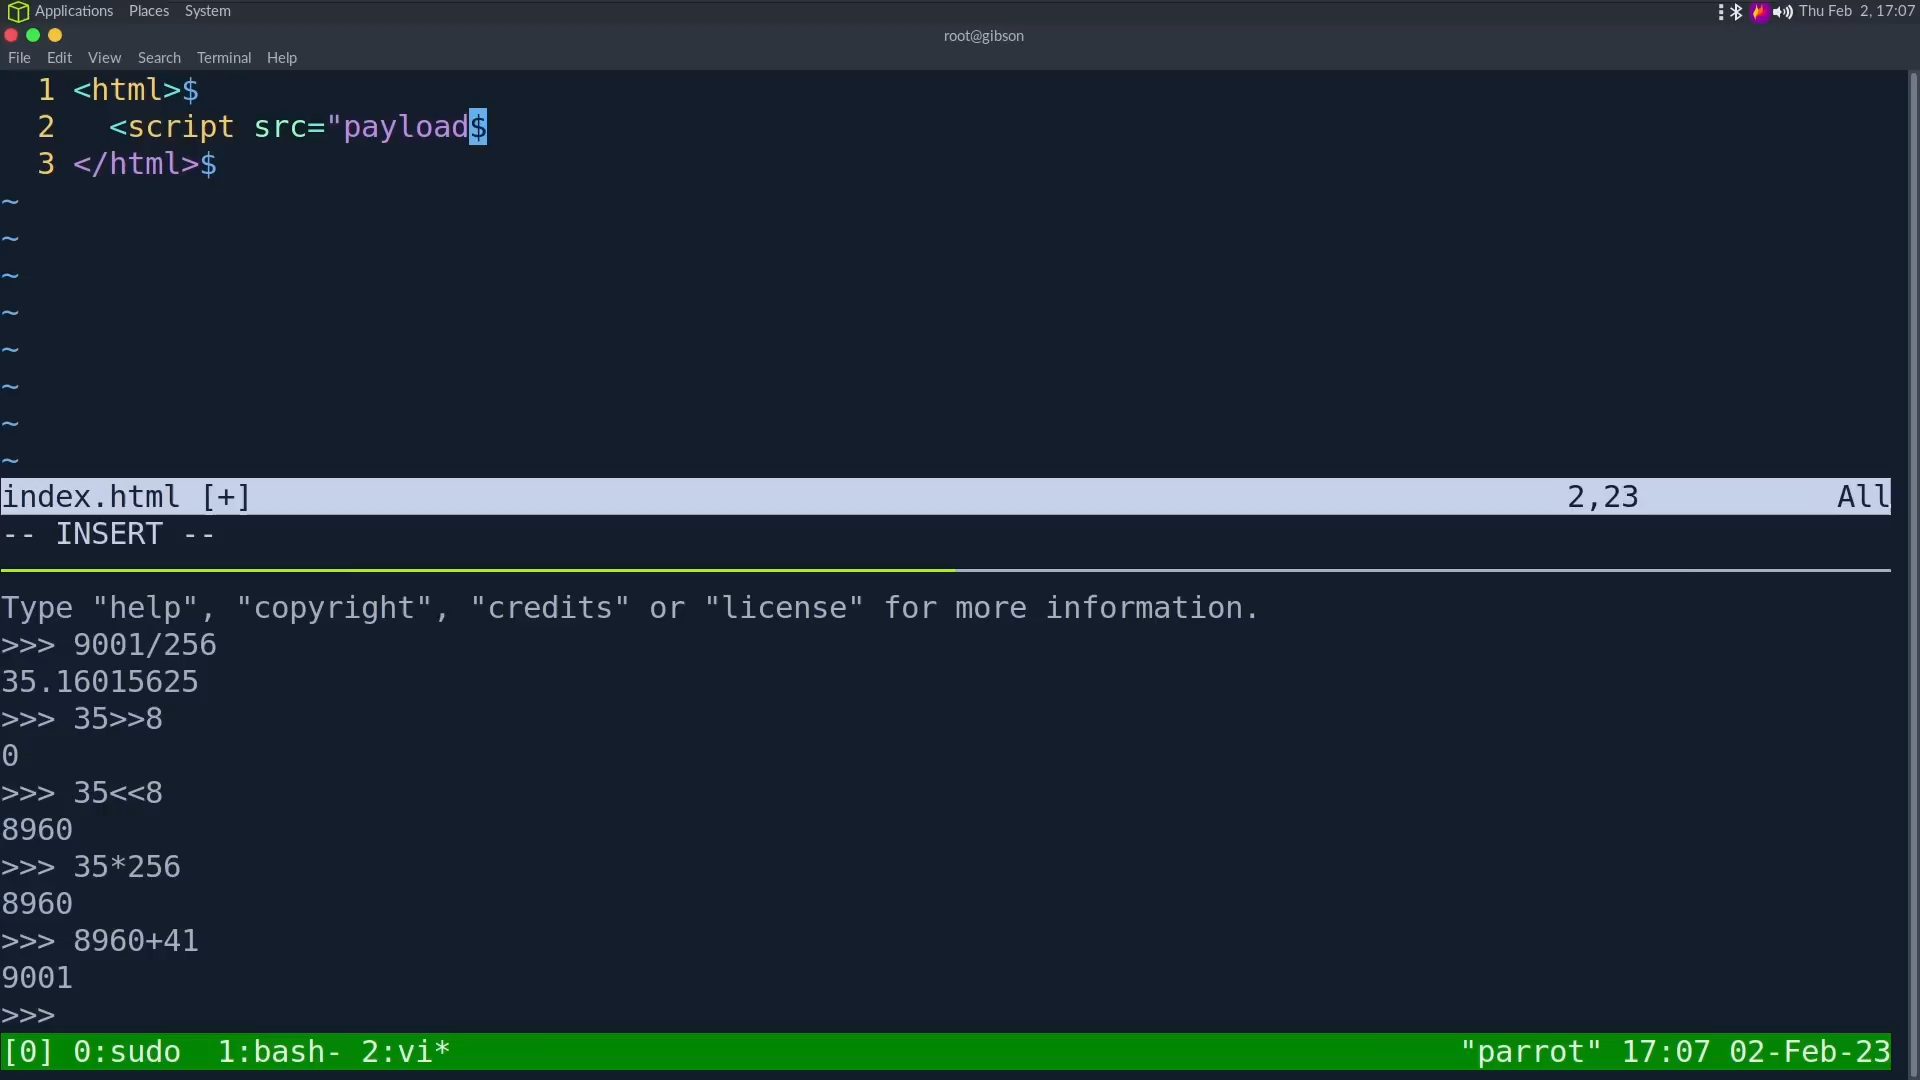 Applications Places System Thu Feb 2, 17:07
root@gibson
File Edit View Search Terminal Help
1 <html>$
2   <script src="payload$
3 </html>$
~
~
~
~
~
~
~
~
index.html [+] 2,23 All
-- INSERT --
Type "help", "copyright", "credits" or "license" for more information.
>>> 9001/256
35.16015625
>>> 35>>8
0
>>> 35<<8
8960
>>> 35*256
8960
>>> 8960+41
9001
>>>
[0] 0:sudo  1:bash- 2:vi* "parrot" 17:07 02-Feb-23